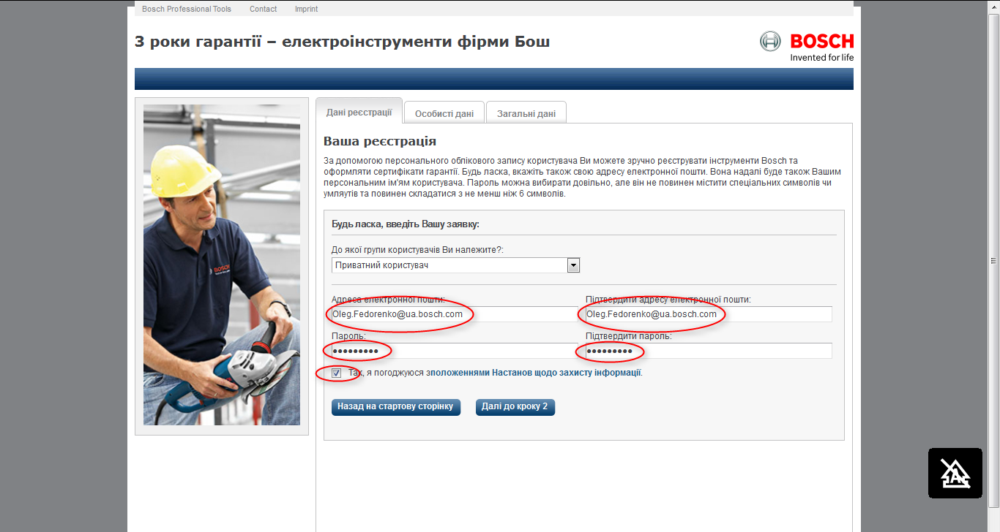 Bosch Professional Tools Contact Imprint
3 роки гарантії – електроінструменти фірми Бош
BOSCH
Invented for life
Дані реєстрації Особисті дані Загальні дані
Ваша реєстрація
За допомогою персонального облікового запису користувача Ви можете зручно реєструвати інструменти Bosch та
оформляти сертифікати гарантії. Будь ласка, вкажіть також свою адресу електронної пошти. Вона надалі буде також Вашим
персональним ім'ям користувача. Пароль можна вибирати довільно, але він не повинен містити спеціальних символів чи
умляутів та повинен складатися з не менш ніж 6 символів.
BOSCH
Будь ласка, введіть Вашу заявку:
До якої групи користувачів Ви належите?:
Приватний користувач
Адреса електронної пошти: Підтвердити адресу електронної пошти:
Oleg.Fedorenko@ua.bosch.com Oleg.Fedorenko@ua.bosch.com
Пароль: Підтвердити пароль:
●●●●●●●●● ●●●●●●●●●
Так, я погоджуюся зположеннями Настанов щодо захисту інформації.
Назад на стартову сторінку Далі до кроку 2